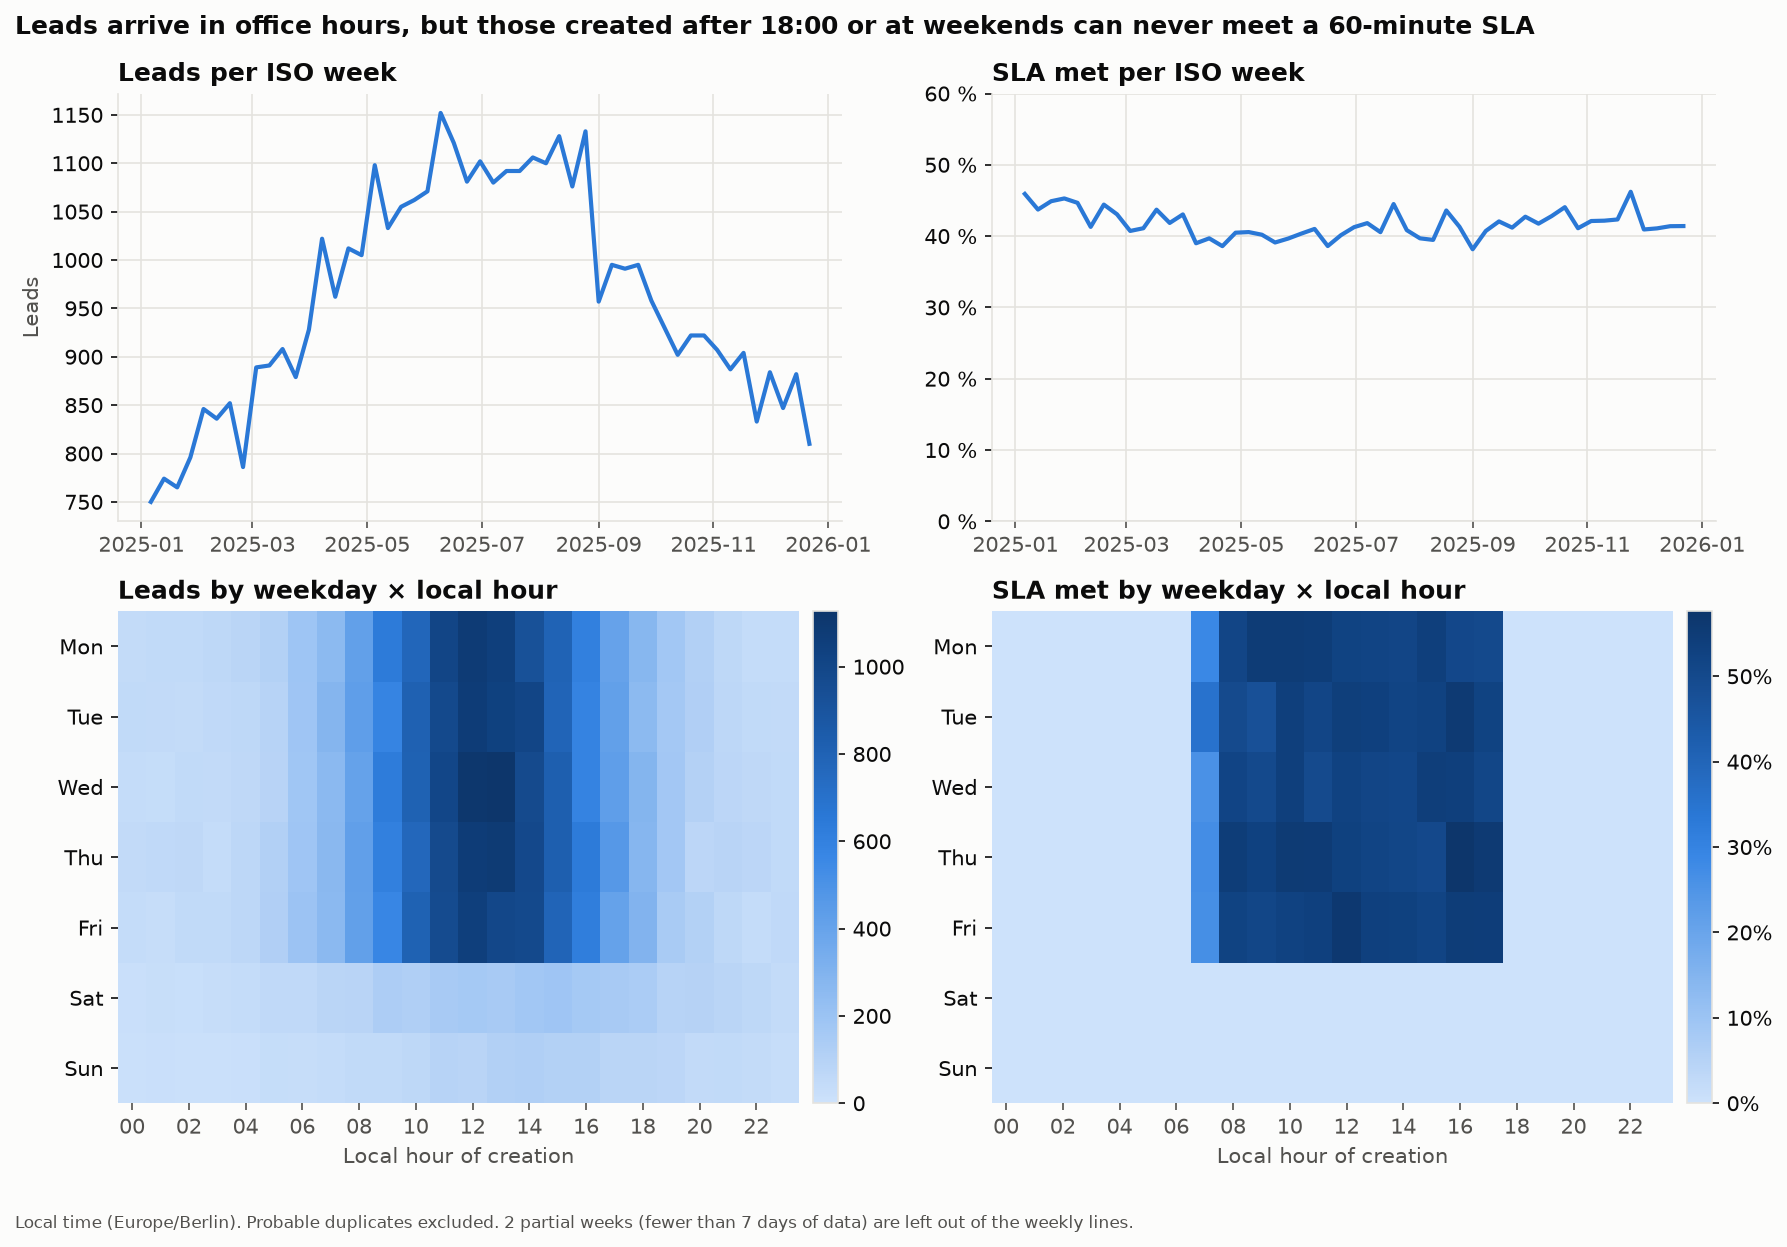 Leads arrive in office hours, but those created after 18:00 or at weekends can never meet a 60-minute SLA
Leads per ISO week
Leads
1150
1100
1050
1000
950
900
850
800
750
2025-01 2025-03 2025-05 2025-07 2025-09 2025-11 2026-01
SLA met per ISO week
60 %
50 %
40 %
30 %
20 %
10 %
0 %
2025-01 2025-03 2025-05 2025-07 2025-09 2025-11 2026-01
Leads by weekday × local hour
Mon
Tue
Wed
Thu
Fri
Sat
Sun
00 02 04 06 08 10 12 14 16 18 20 22
Local hour of creation
1000
800
600
400
200
0
SLA met by weekday × local hour
Mon
Tue
Wed
Thu
Fri
Sat
Sun
00 02 04 06 08 10 12 14 16 18 20 22
Local hour of creation
50%
40%
30%
20%
10%
0%
Local time (Europe/Berlin). Probable duplicates excluded. 2 partial weeks (fewer than 7 days of data) are left out of the weekly lines.